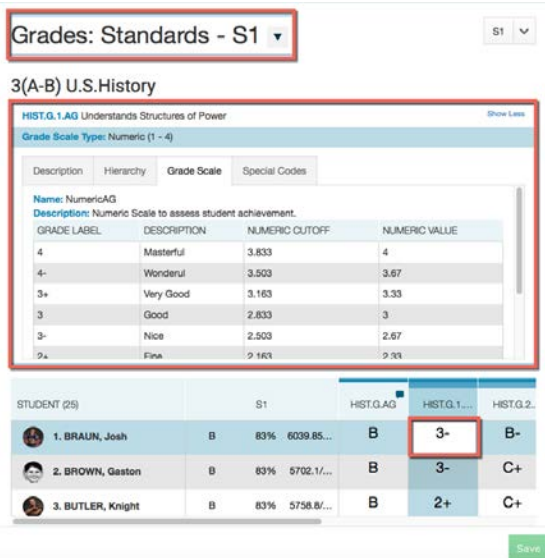 Grades: Standards - S1
S1
3(A-B) U.S.History
HIST.G.1.AG Understands Structures of Power
Show Less
Grade Scale Type: Numeric (1 - 4)
Description Hierarchy Grade Scale Special Codes
Name: NumericAG
Description: Numeric Scale to assess student achievement.
GRADE LABEL DESCRIPTION NUMERIC CUTOFF NUMERIC VALUE
4 Masterful 3.833 4
4- Wonderul 3.503 3.67
3+ Very Good 3.163 3.33
3 Good 2.833 3
3- Nice 2.503 2.67
2+ Fine 2.163 2.33
STUDENT (25) S1 HIST.G.AG HIST.G.1.... HIST.G.2..
1. BRAUN, Josh B 83% 6039.85... B 3- B-
2. BROWN, Gaston B 83% 5702.1/... B 3- C+
3. BUTLER, Knight B 83% 5758.8/... B 2+ C+
Save